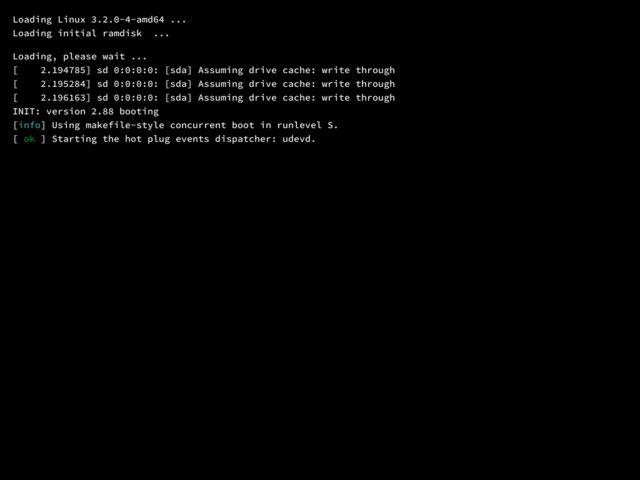 Loading Linux 3.2.0-4-amd64 ...
Loading initial ramdisk  ...
Loading, please wait ...
[    2.194785] sd 0:0:0:0: [sda] Assuming drive cache: write through
[    2.195284] sd 0:0:0:0: [sda] Assuming drive cache: write through
[    2.196163] sd 0:0:0:0: [sda] Assuming drive cache: write through
INIT: version 2.88 booting
[info] Using makefile-style concurrent boot in runlevel S.
[ ok ] Starting the hot plug events dispatcher: udevd.